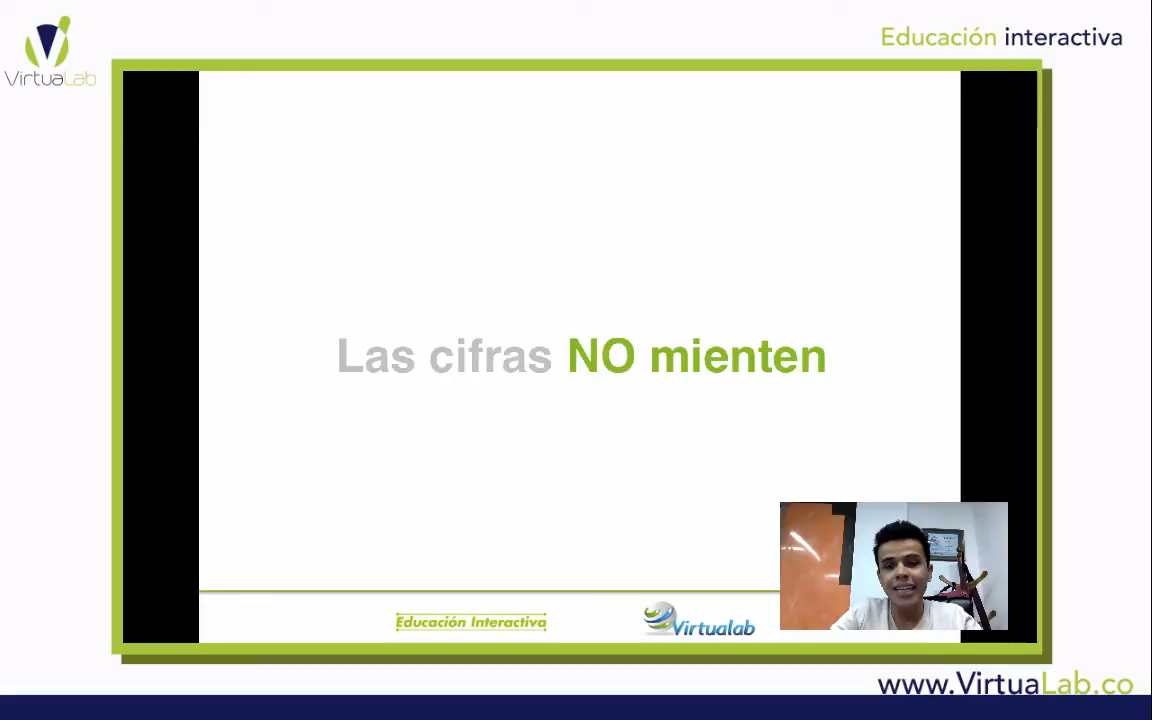 VirtuaLab
Educación interactiva
Las cifras NO mienten
Educación Interactiva
Virtualab
www.VirtuaLab.co